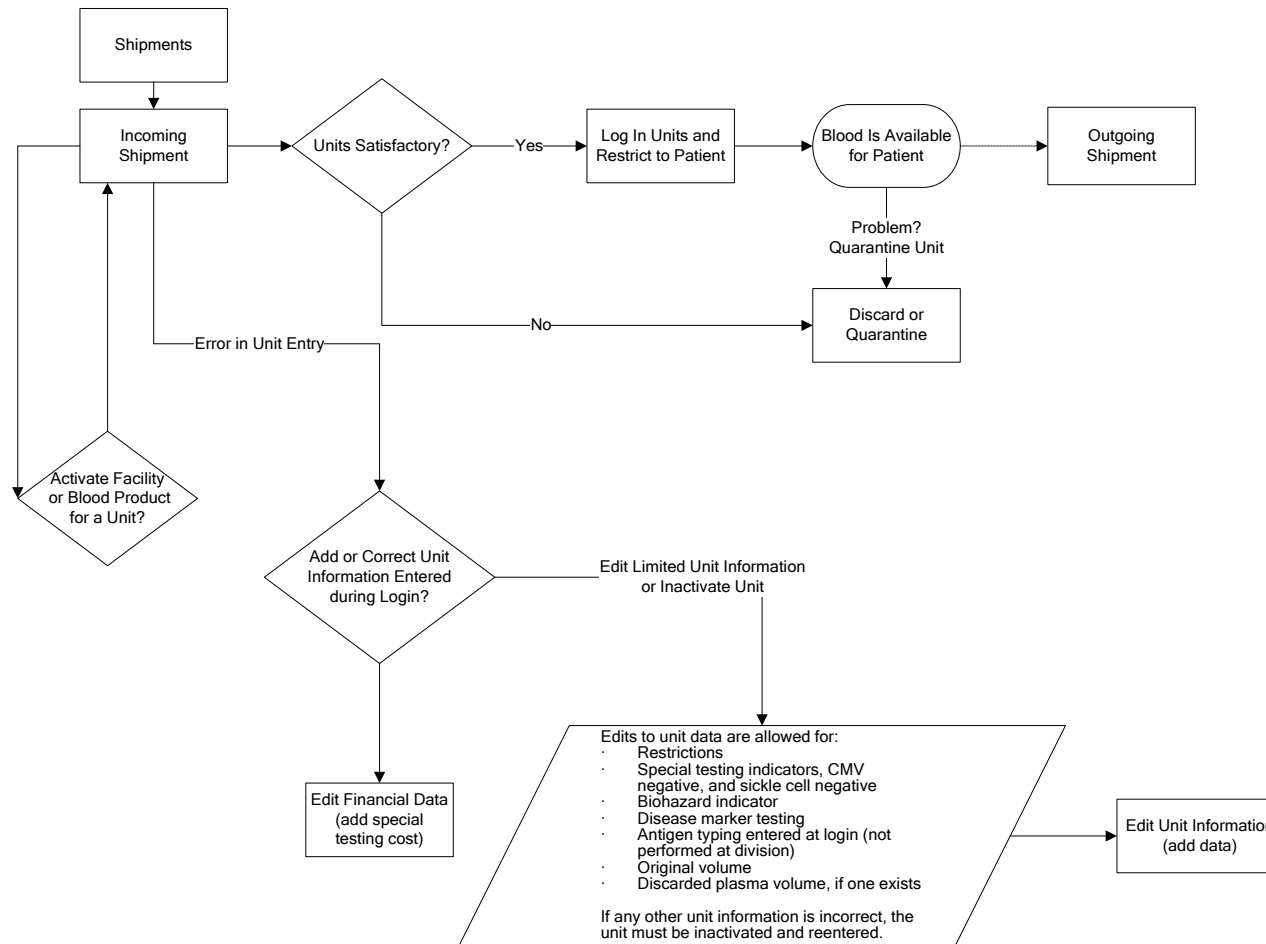 Shipments
Incoming
Shipment
Units Satisfactory?
Yes
Log In Units and
Restrict to Patient
Blood Is Available
for Patient
Outgoing
Shipment
Problem?
Quarantine Unit
Discard or
Quarantine
No
Error in Unit Entry
Activate Facility
or Blood Product
for a Unit?
Add or Correct Unit
Information Entered
during Login?
Edit Limited Unit Information
or Inactivate Unit
Edit Financial Data
(add special
testing cost)
Edits to unit data are allowed for:
· Restrictions
· Special testing indicators, CMV
negative, and sickle cell negative
· Biohazard indicator
· Disease marker testing
· Antigen typing entered at login (not
performed at division)
· Original volume
· Discarded plasma volume, if one exists
If any other unit information is incorrect, the
unit must be inactivated and reentered.
Edit Unit Information
(add data)